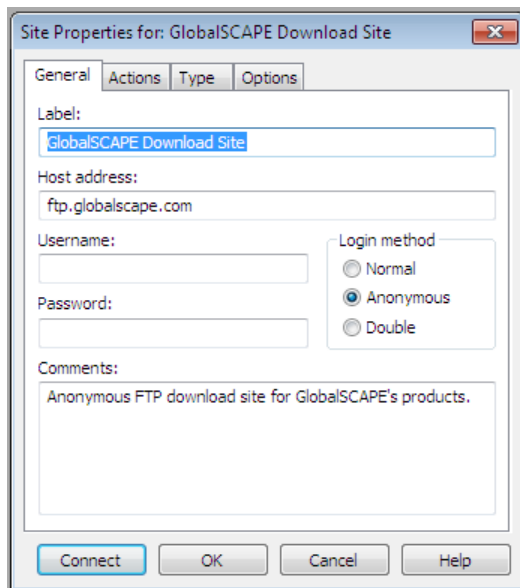 Site Properties for: GlobalSCAPE Download Site
General Actions Type Options
Label:
GlobalSCAPE Download Site
Host address:
ftp.globalscape.com
Username:
Login method
Normal
Anonymous
Password:
Double
Comments:
Anonymous FTP download site for GlobalSCAPE's products.
Connect OK Cancel Help